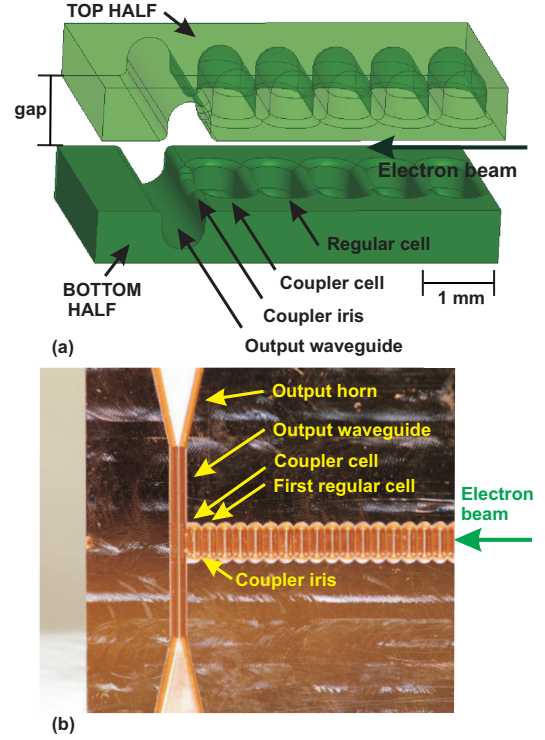 TOP HALF
gap
Electron beam
Regular cell
Coupler cell
BOTTOM
HALF
1 mm
Coupler iris
Output waveguide
(a)
Output horn
Output waveguide
Coupler cell
First regular cell
Electron
beam
Coupler iris
(b)